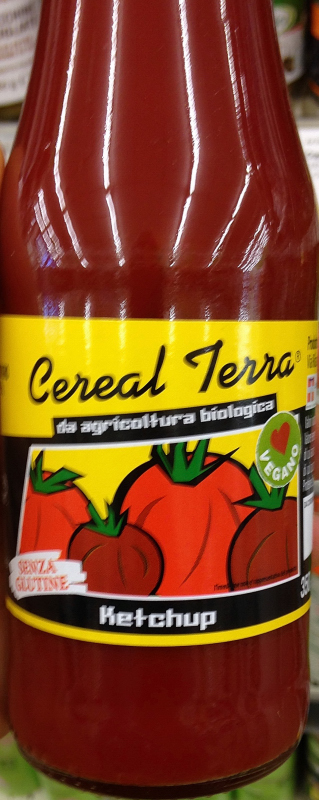 Cereal Terra®
da agricoltura biologica
VEGANO
SENZA
GLUTINE
Ketchup